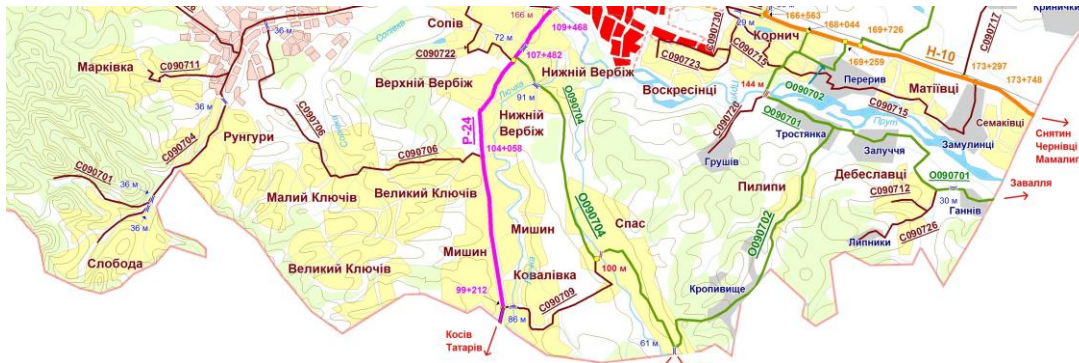 166 м
Сопів
Солявка
72 м
С090722
109+468
107+482
36 м
Марківка
С090711
Верхній Вербіж
Нижній Вербіж
Лючка
91 м
О090704
36 м
Рунгури
С090704
С090706
Нижній
Вербіж
Р-24
104+058
С090706
С090701
36 м
36 м
Малий Ключів
Великий Ключів
О090704
Спас
Мишин
Мишин
Слобода
Великий Ключів
Ковалівка
100 м
99+212
С090709
86 м
61 м
Косів
Татарів
29 м
С090730
166+563
168+044
169+726
С090717
Кринички
Корнич
С090715
С090723
169+259
Н-10
173+297
173+748
Воскресінці
Прут
144 м
Перерив
О090702
Матіївці
С090715
С090720
О090701
Прут
Семаківці
Снятин
Чернівці
Мамалиг
Тростянка
Грушів
Залуччя
Замулинці
Пилипи
Дебеславці
О090701
Завалля
С090712
30 м
Ганнів
О090702
Липники
С090726
Кропивище